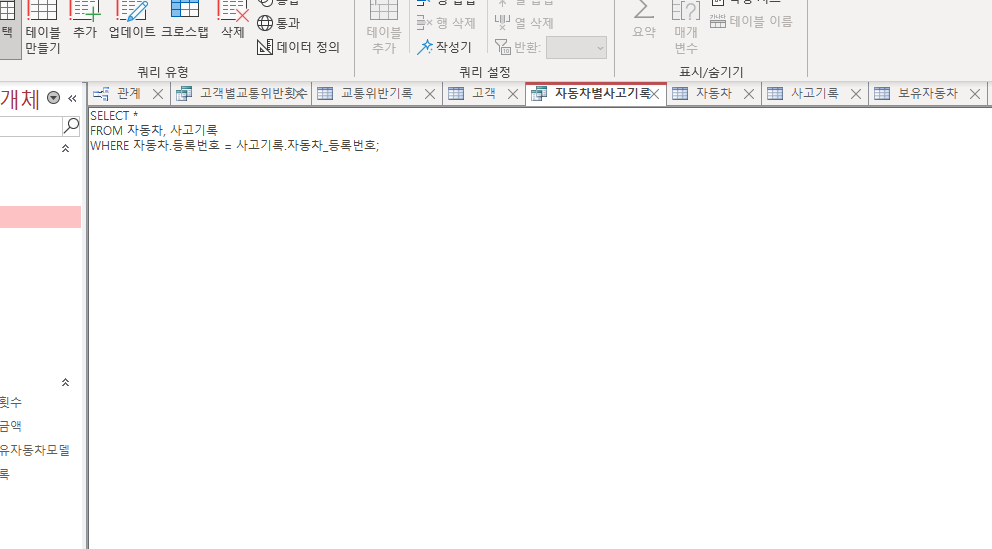 택 테이블 만들기 추가 업데이트 크로스탭 삭제
통과
데이터 정의
테이블 추가
행 삭제
작성기
열 삭제
반환:
요약
매개 변수
테이블 이름
쿼리 유형 쿼리 설정 표시/숨기기
개체
관계 고객별교통위반횟수 교통위반기록 고객 자동차별사고기록 자동차 사고기록 보유자동차
SELECT *
FROM 자동차, 사고기록
WHERE 자동차.등록번호 = 사고기록.자동차_등록번호;
횟수
금액
유자동차모델
록